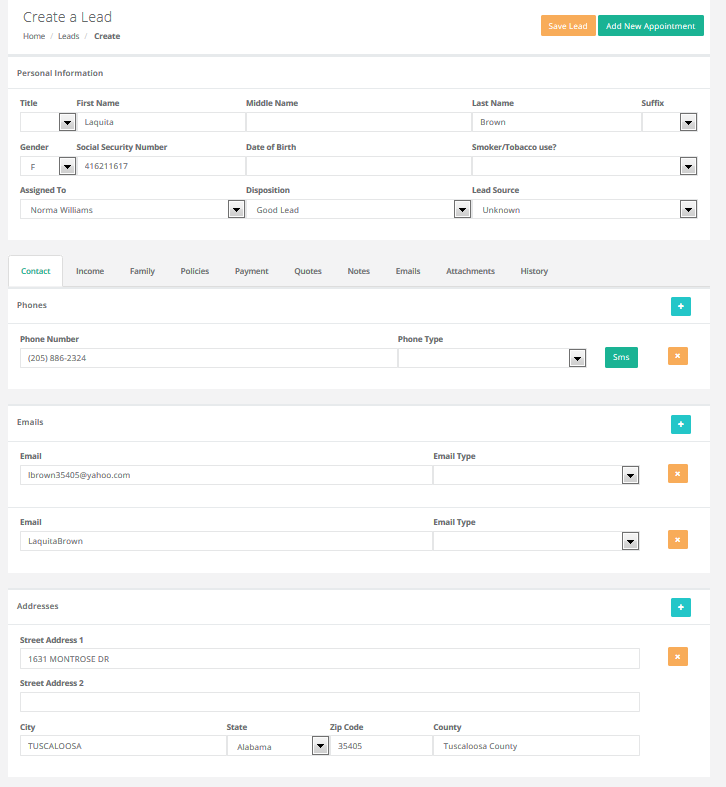 Create a Lead
Home / Leads / Create
Save Lead Add New Appointment
Personal Information
Title First Name Middle Name Last Name Suffix
Laquita Brown
Gender Social Security Number Date of Birth Smoker/Tobacco use?
F 416211617
Assigned To Disposition Lead Source
Norma Williams Good Lead Unknown
Contact Income Family Policies Payment Quotes Notes Emails Attachments History
Phones +
Phone Number Phone Type
(205) 886-2324 Sms ×
Emails +
Email Email Type
lbrown35405@yahoo.com ×
Email Email Type
LaquitaBrown ×
Addresses +
Street Address 1
1631 MONTROSE DR ×
Street Address 2
City State Zip Code County
TUSCALOOSA Alabama 35405 Tuscaloosa County